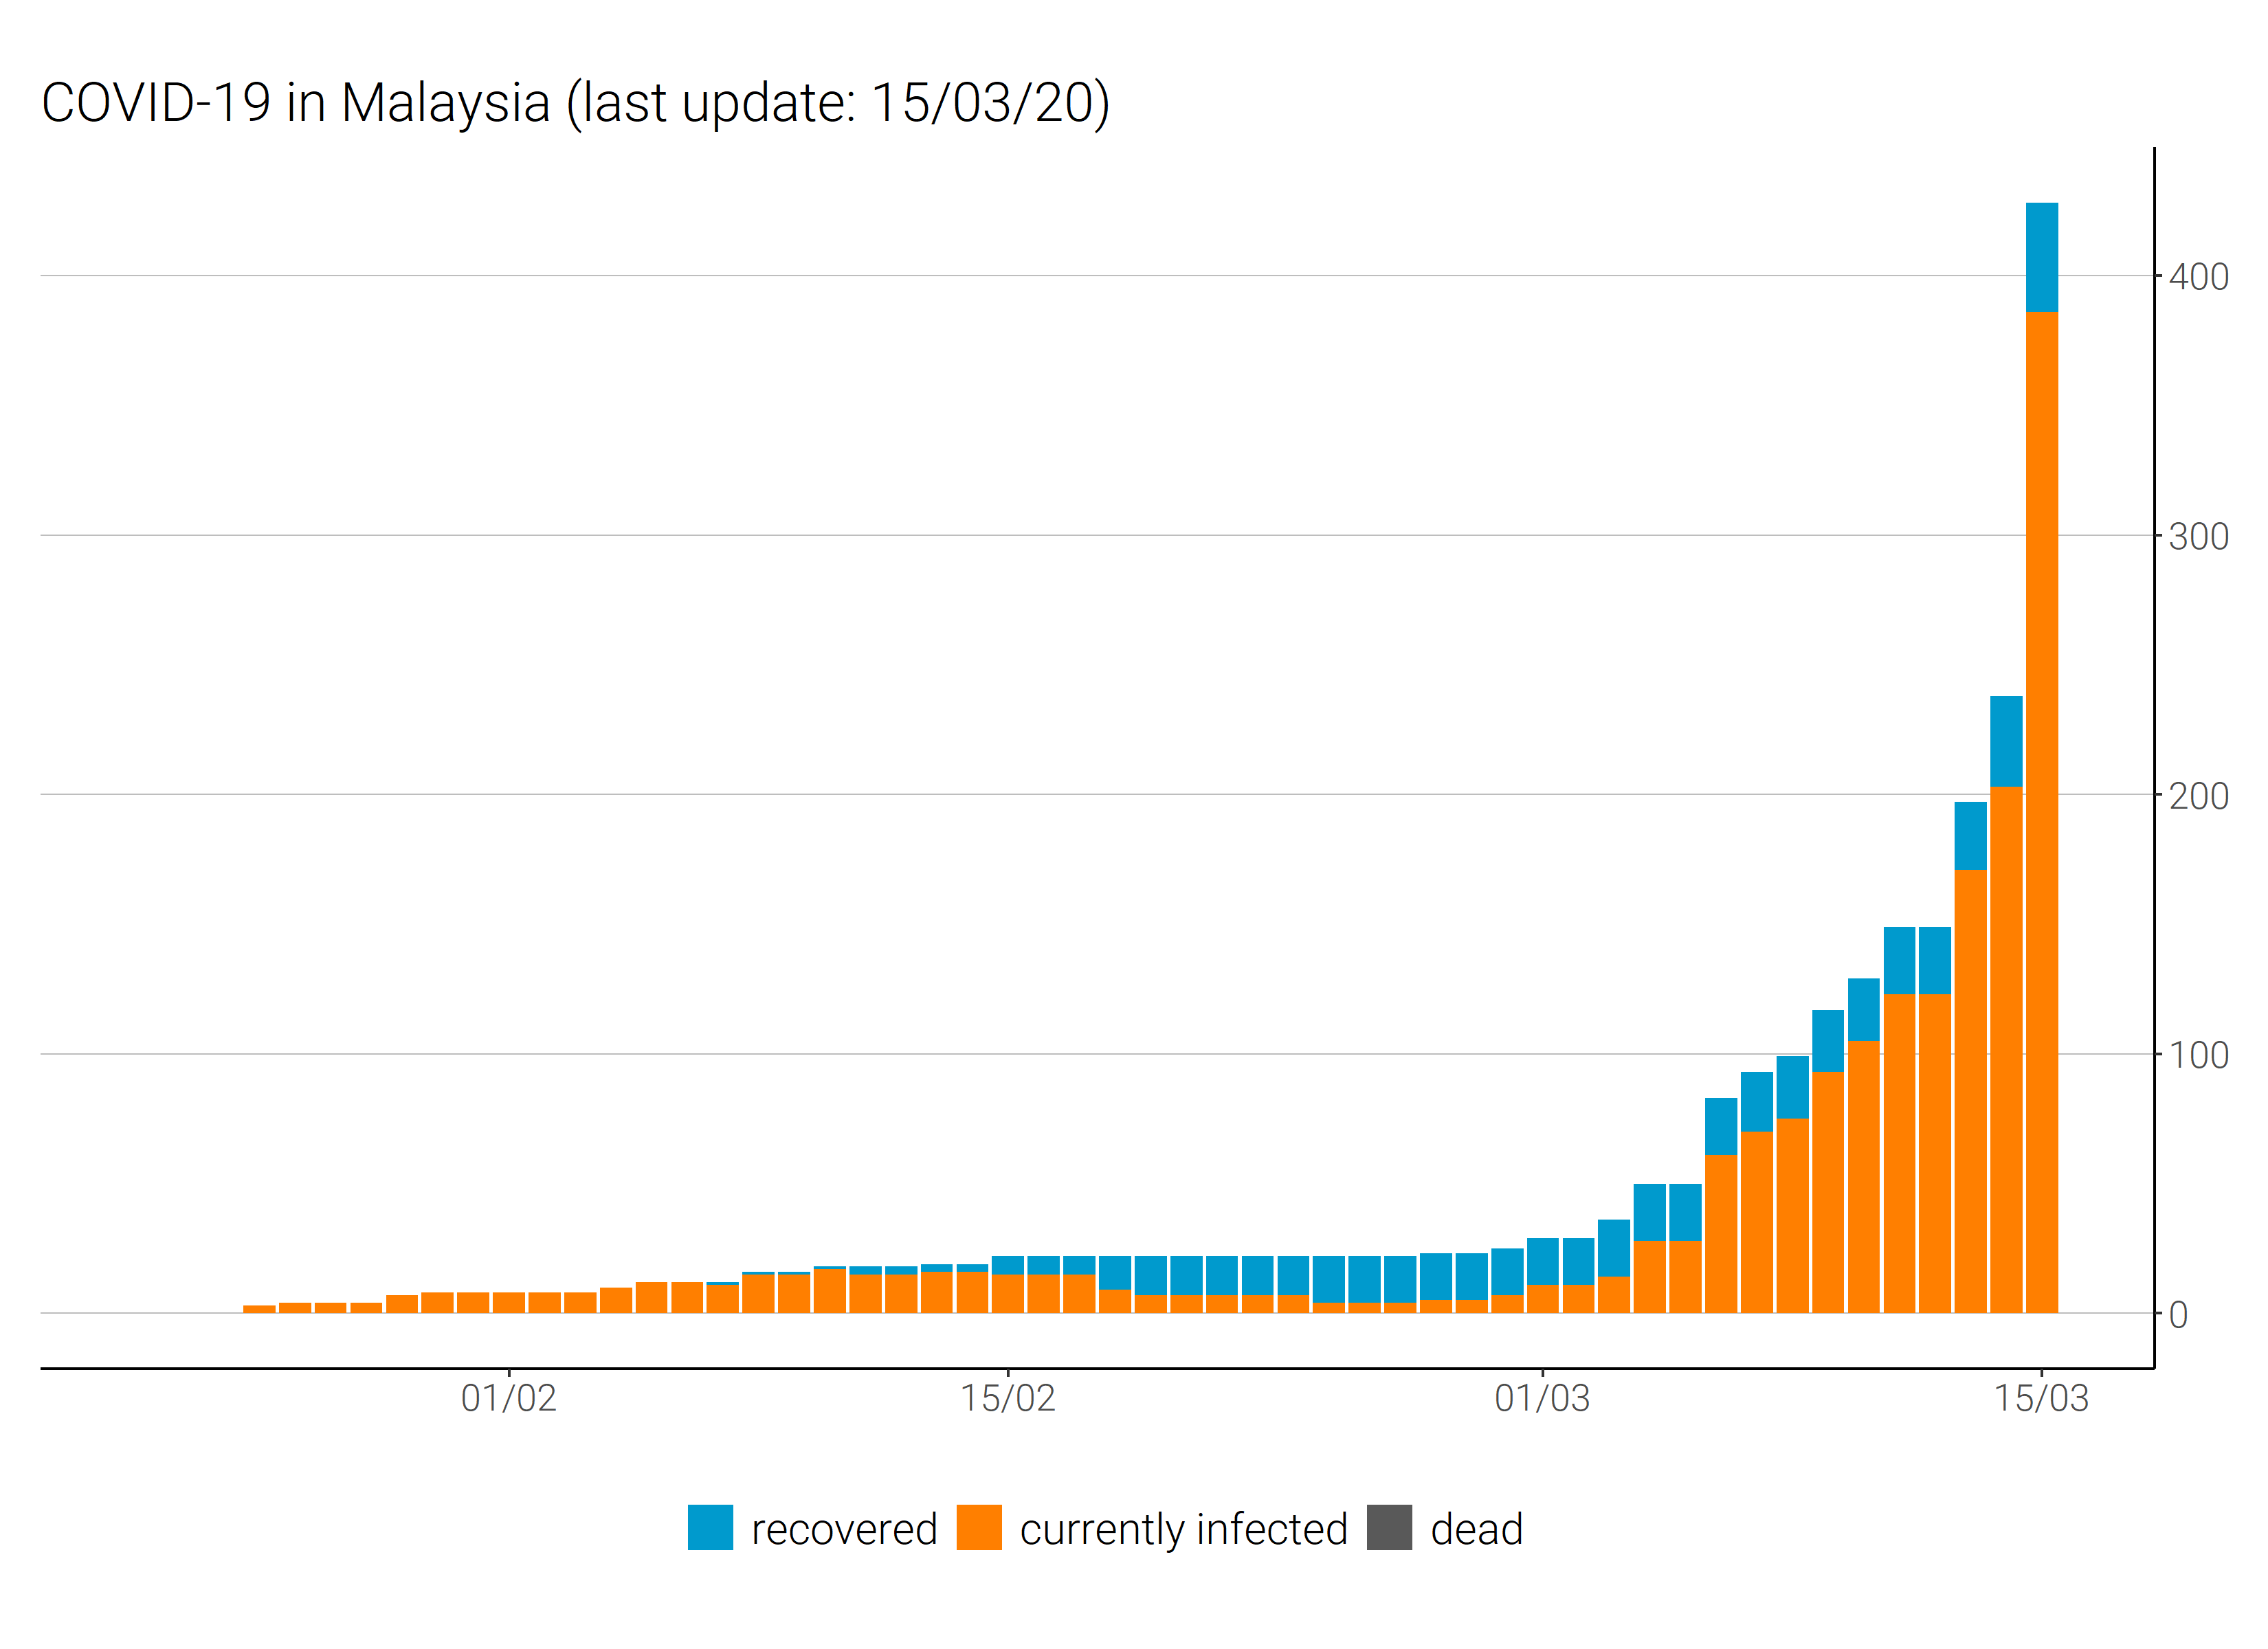 COVID-19 in Malaysia (last update: 15/03/20)
400
300
200
100
0
01/02 15/02 01/03 15/03
recovered currently infected dead